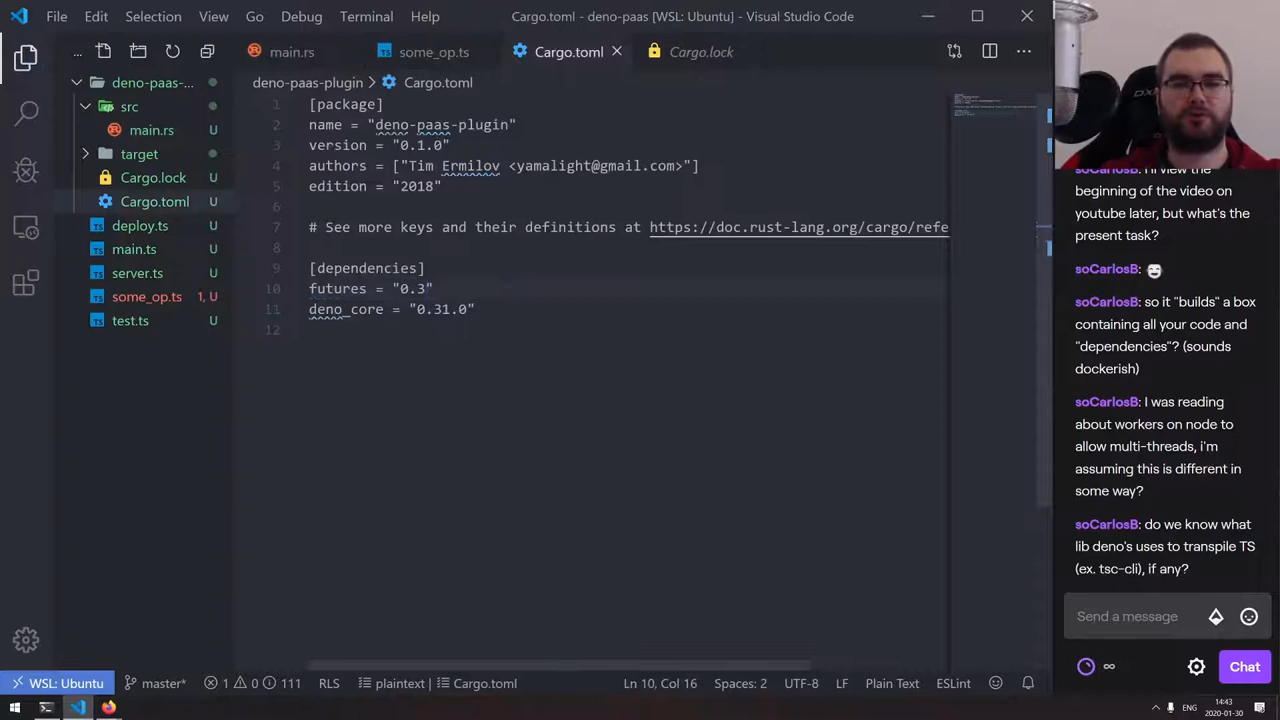 File Edit Selection View Go Debug Terminal Help
Cargo.toml - deno-paas [WSL: Ubuntu] - Visual Studio Code
...
main.rs
TS some_op.ts
Cargo.toml
Cargo.lock
deno-paas-...
src
main.rs U
target
Cargo.lock U
Cargo.toml U
TS deploy.ts U
TS main.ts U
TS server.ts U
TS some_op.ts 1, U
TS test.ts U
deno-paas-plugin > Cargo.toml
1 [package]
2 name = "deno-paas-plugin"
3 version = "0.1.0"
4 authors = ["Tim Ermilov <yamalight@gmail.com>"]
5 edition = "2018"
6
7 # See more keys and their definitions at https://doc.rust-lang.org/cargo/refe
8
9 [dependencies]
10 futures = "0.3"
11 deno_core = "0.31.0"
12
soCarlosB: I'll view the
beginning of the video on
youtube later, but what's the
present task?
soCarlosB:
soCarlosB: so it "builds" a box
containing all your code and
"dependencies"? (sounds
dockerish)
soCarlosB: I was reading
about workers on node to
allow multi-threads, i'm
assuming this is different in
some way?
soCarlosB: do we know what
lib deno's uses to transpile TS
(ex. tsc-cli), if any?
Send a message
∞
Chat
WSL: Ubuntu master* 1 0 111 RLS plaintext | Cargo.toml Ln 10, Col 16 Spaces: 2 UTF-8 LF Plain Text ESLint
ENG
14:43
2020-01-30